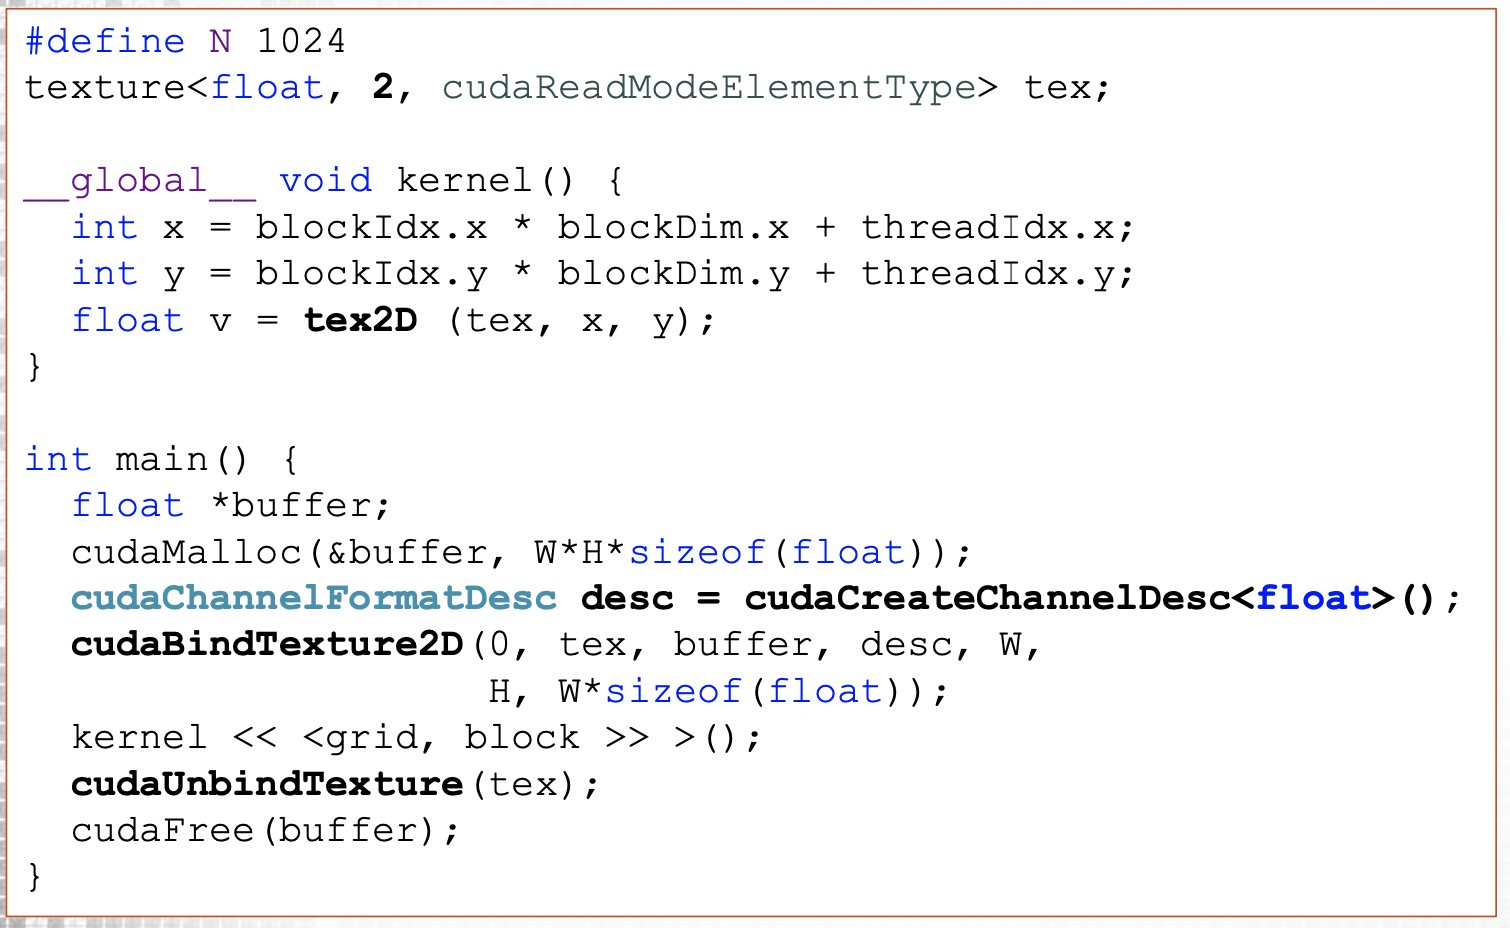 #define N 1024
texture<float, 2, cudaReadModeElementType> tex;
__global__ void kernel() {
int x = blockIdx.x * blockDim.x + threadIdx.x;
int y = blockIdx.y * blockDim.y + threadIdx.y;
float v = tex2D (tex, x, y);
}
int main() {
float *buffer;
cudaMalloc(&buffer, W*H*sizeof(float));
cudaChannelFormatDesc desc = cudaCreateChannelDesc<float>();
cudaBindTexture2D(0, tex, buffer, desc, W,
H, W*sizeof(float));
kernel << <grid, block >> >();
cudaUnbindTexture(tex);
cudaFree(buffer);
}